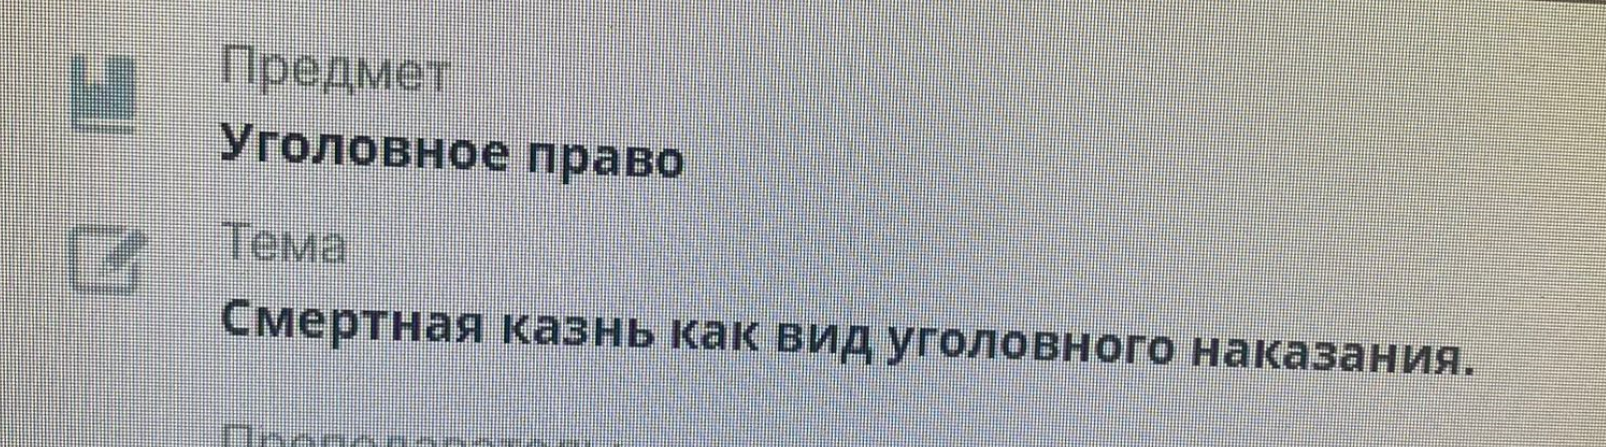 Предмет
Уголовное право
Тема
Смертная казнь как вид уголовного наказания.